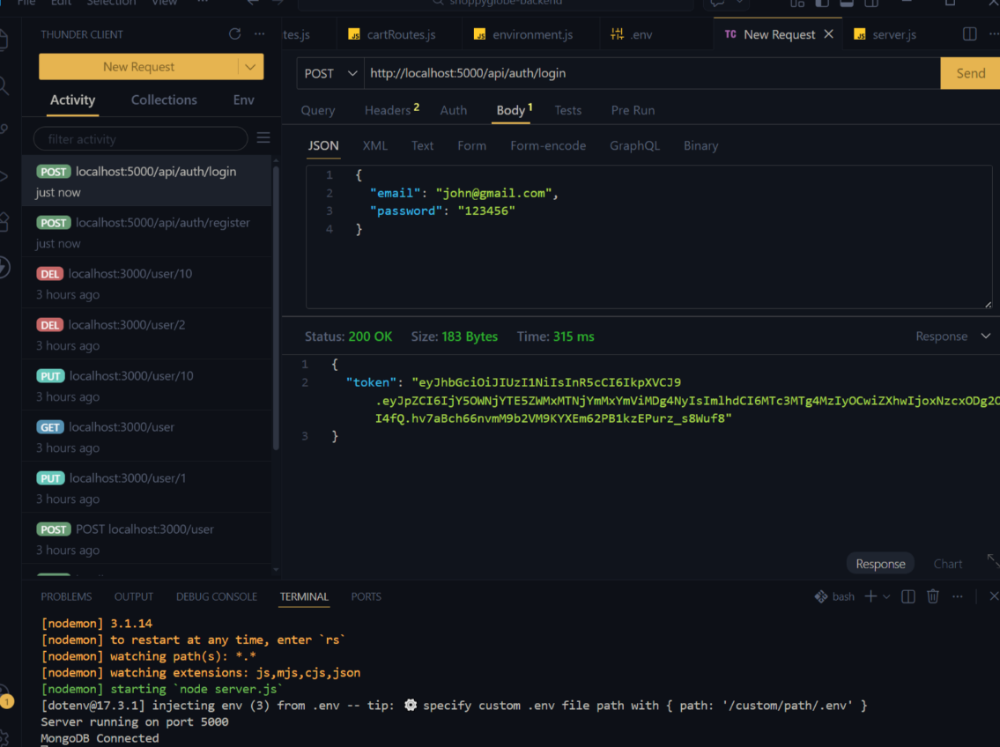 File Edit Selection View ··· shoppyglobe-backend
THUNDER CLIENT
New Request
Activity Collections Env
filter activity
POST localhost:5000/api/auth/login
just now
POST localhost:5000/api/auth/register
just now
DEL localhost:3000/user/10
3 hours ago
DEL localhost:3000/user/2
3 hours ago
PUT localhost:3000/user/10
3 hours ago
GET localhost:3000/user
3 hours ago
PUT localhost:3000/user/1
3 hours ago
POST POST localhost:3000/user
3 hours ago
tes.js cartRoutes.js environment.js .env TC New Request server.js
POST http://localhost:5000/api/auth/login Send
Query Headers 2 Auth Body 1 Tests Pre Run
JSON XML Text Form Form-encode GraphQL Binary
1 {
2 "email": "john@gmail.com",
3 "password": "123456"
4 }
Status: 200 OK Size: 183 Bytes Time: 315 ms Response
1 {
2 "token": "eyJhbGciOiJIUzI1NiIsInR5cCI6IkpXVCJ9
.eyJpZCI6IjY5OWNjYTE5ZWMxMTNjYmMxYmViMDg4NyIsImlhdCI6MTc3MTg4MzIyOCwiZXhwIjoxNzcxODg2O
I4fQ.hv7aBch66nvmM9b2VM9KYXEm62PB1kzEPurz_s8Wuf8"
3 }
Response Chart
PROBLEMS OUTPUT DEBUG CONSOLE TERMINAL PORTS bash
[nodemon] 3.1.14
[nodemon] to restart at any time, enter `rs`
[nodemon] watching path(s): *.*
[nodemon] watching extensions: js,mjs,cjs,json
[nodemon] starting `node server.js`
[dotenv@17.3.1] injecting env (3) from .env -- tip: ⚙️ specify custom .env file path with { path: '/custom/path/.env' }
Server running on port 5000
MongoDB Connected
1